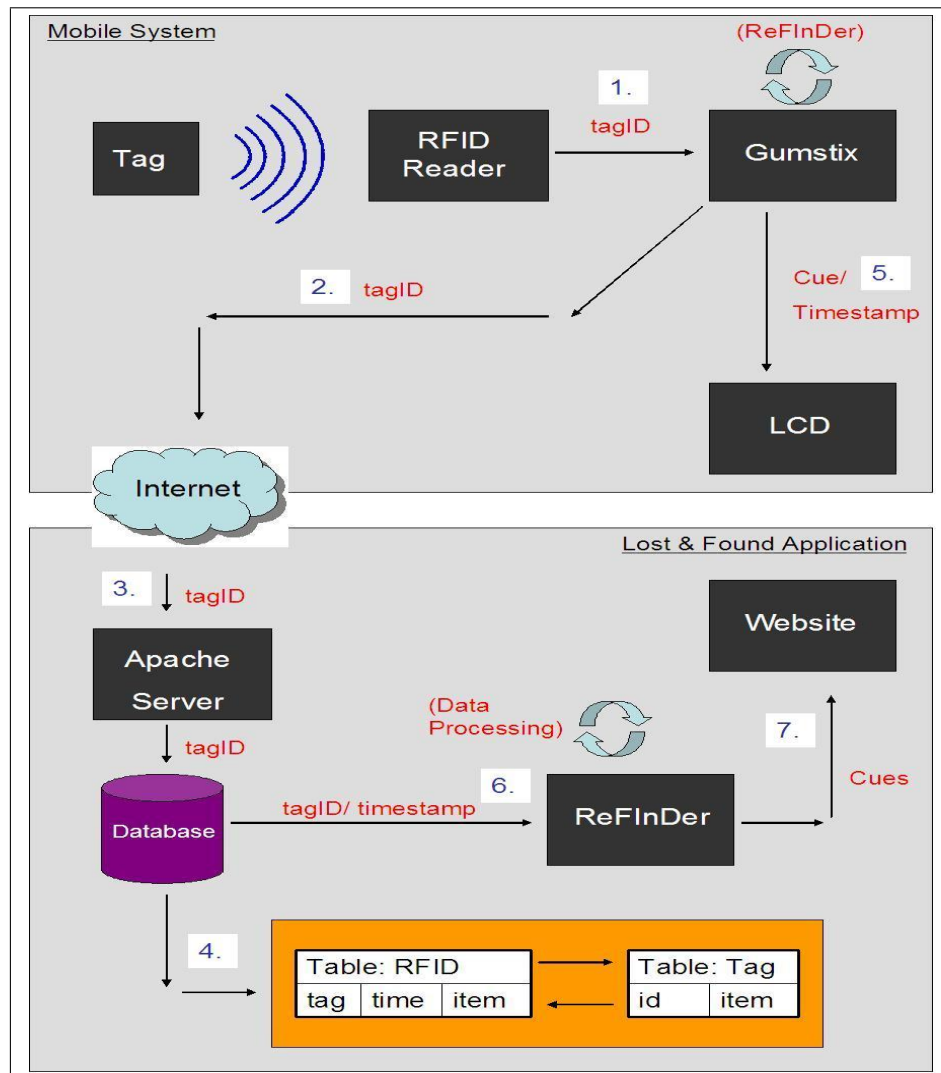 Mobile System
(ReFInDer)
1.
tagID
Tag
RFID
Reader
Gumstix
2.
tagID
Cue/
5.
Timestamp
LCD
Internet
Lost & Found Application
3.
tagID
Website
Apache
Server
(Data
Processing)
7.
tagID
6.
tagID/ timestamp
Cues
Database
ReFInDer
4.
Table: RFID
tag time item
Table: Tag
id item